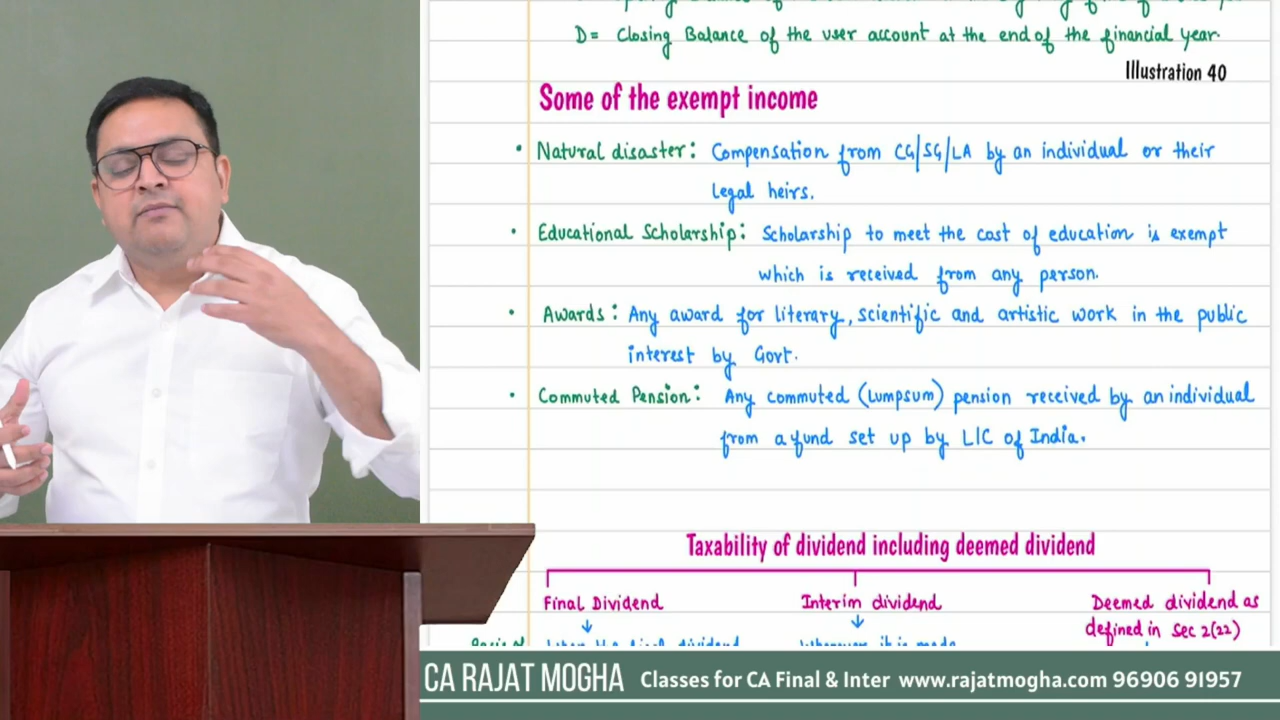 D = Closing Balance of the user account at the end of the financial year.
Illustration 40
Some of the exempt income
• Natural disaster: Compensation from CG/SG/LA by an individual or their
legal heirs.
• Educational Scholarship: Scholarship to meet the cost of education is exempt
which is received from any person.
• Awards: Any award for literary, scientific and artistic work in the public
interest by Govt.
• Commuted Pension: Any commuted (Lumpsum) pension received by an individual
from a fund set up by LIC of India.
Taxability of dividend including deemed dividend
Final Dividend Interim dividend Deemed dividend as
defined in Sec 2(22)
CA RAJAT MOGHA Classes for CA Final & Inter www.rajatmogha.com 96906 91957